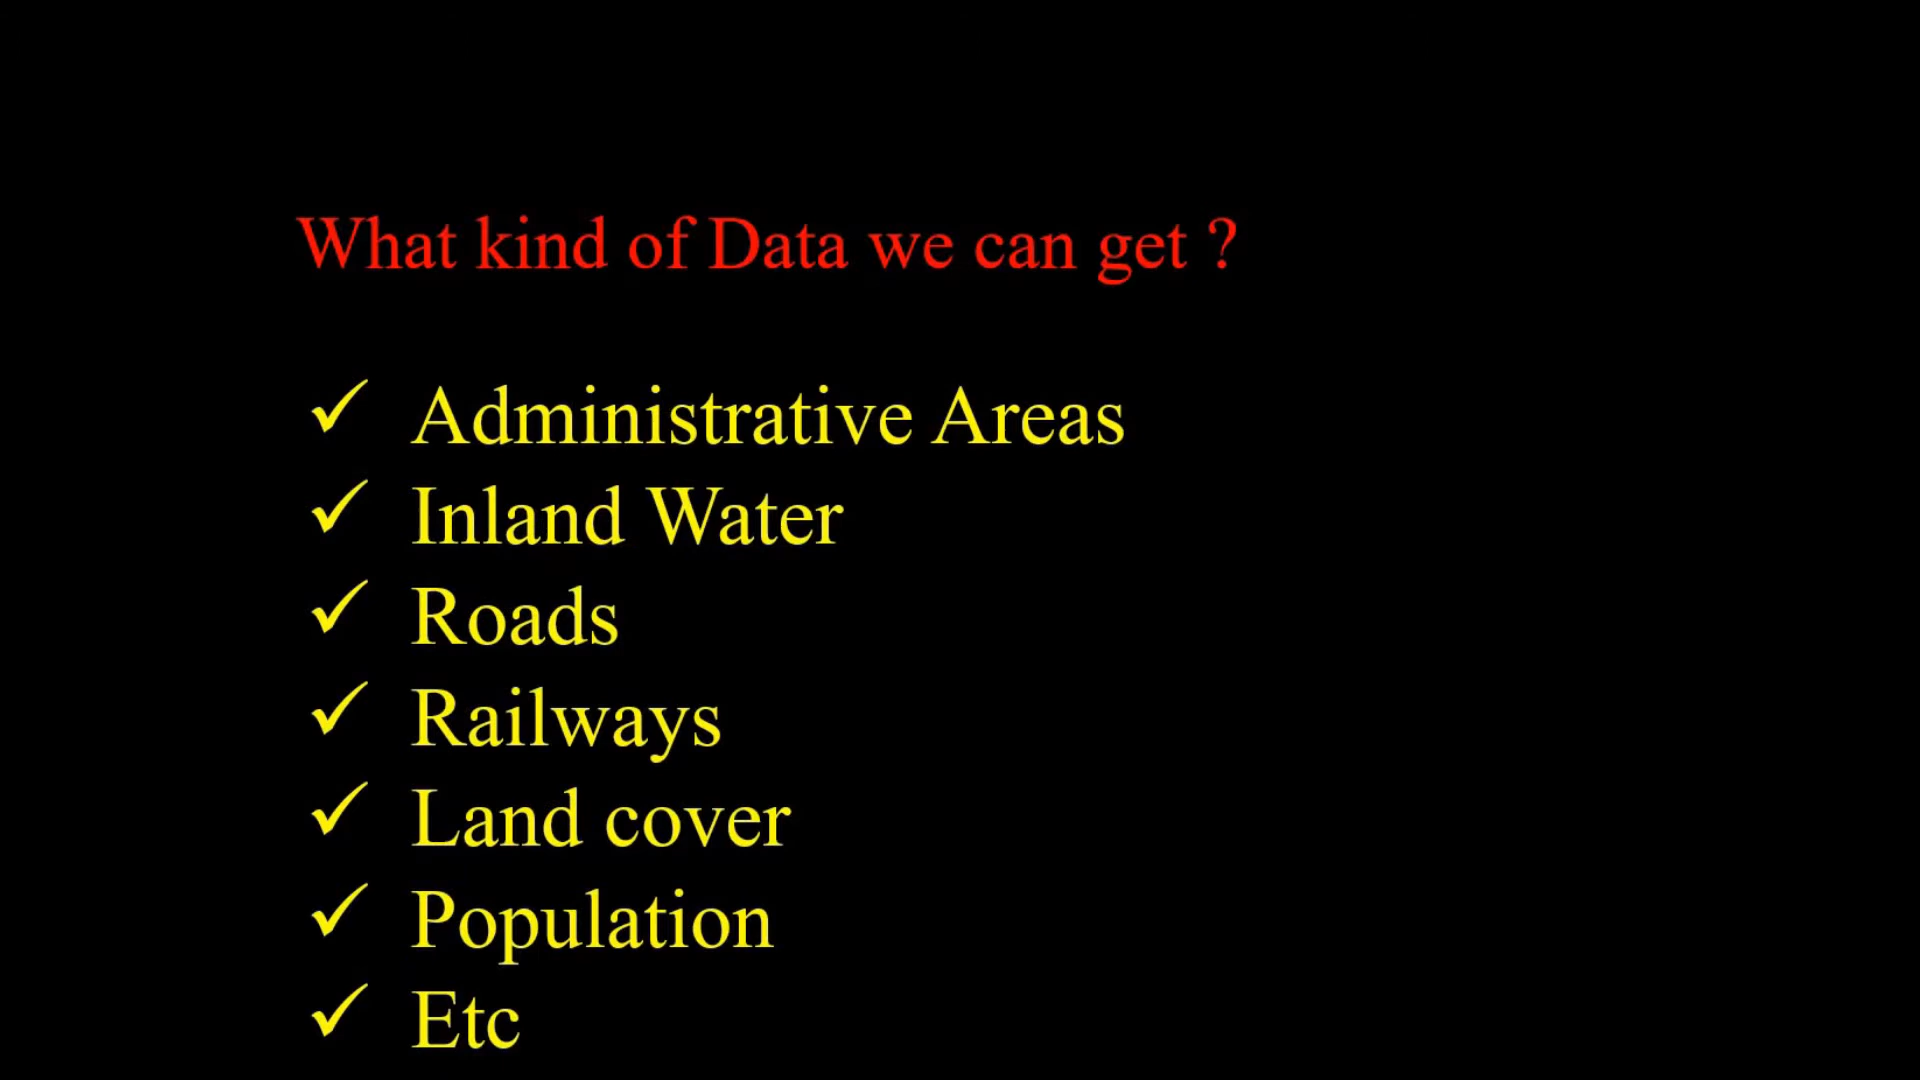 What kind of Data we can get ?
✓ Administrative Areas
✓ Inland Water
✓ Roads
✓ Railways
✓ Land cover
✓ Population
✓ Etc